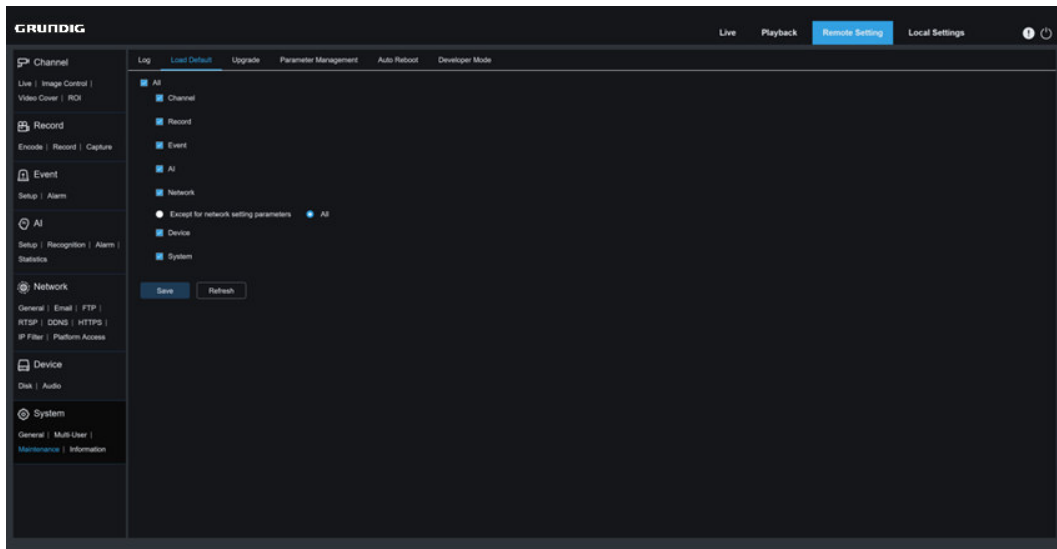 GRUNDIG
Live Playback Remote Setting Local Settings
Channel
Live | Image Control |
Video Cover | ROI
Record
Encode | Record | Capture
Event
Setup | Alarm
AI
Setup | Recognition | Alarm |
Statistics
Network
General | Email | FTP |
RTSP | DDNS | HTTPS |
IP Filter | Platform Access
Device
Disk | Audio
System
General | Multi-User |
Maintenance | Information
Log Load Default Upgrade Parameter Management Auto Reboot Developer Mode
All
Channel
Record
Event
AI
Network
Except for network setting parameters All
Device
System
Save Refresh